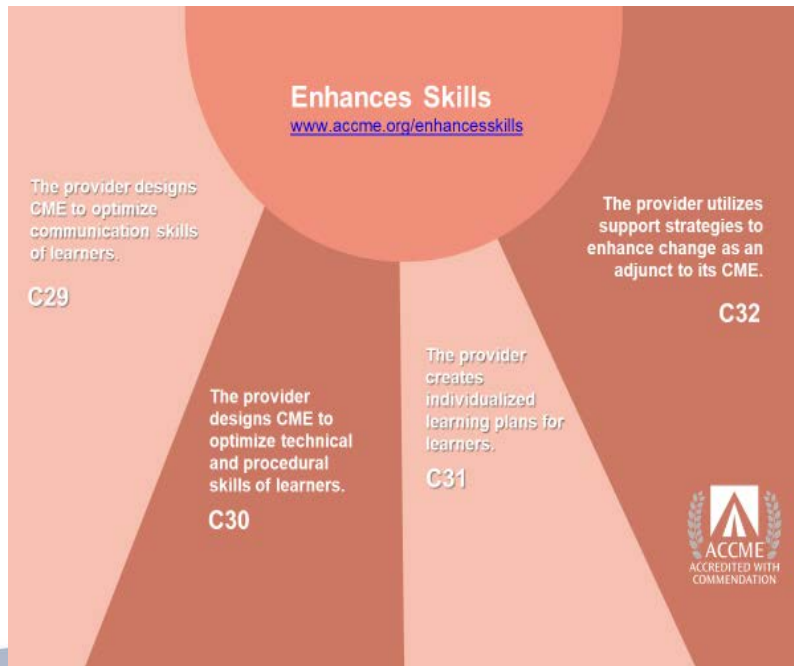 Enhances Skills
www.accme.org/enhancesskills
The provider designs
CME to optimize
communication skills
of learners.
C29
The provider
designs CME to
optimize technical
and procedural
skills of learners.
C30
The provider
creates
individualized
learning plans for
learners.
C31
The provider utilizes
support strategies to
enhance change as an
adjunct to its CME.
C32
ACCME
ACCREDITED WITH
COMMENDATION